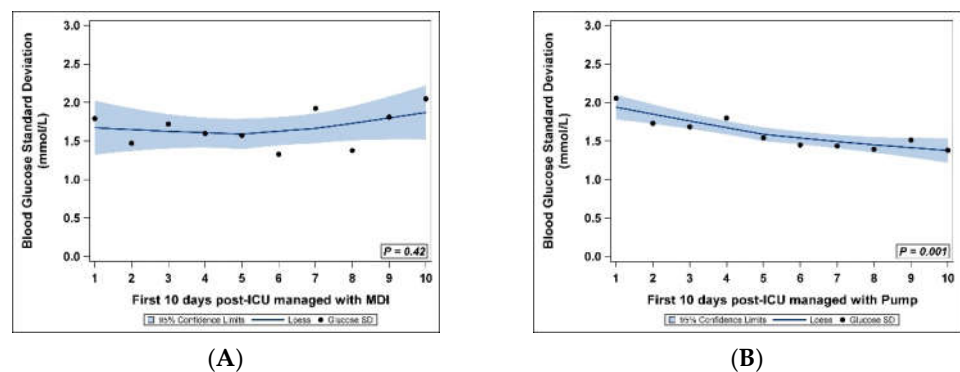 3.0
2.5
2.0
1.5
1.0
0.5
0.0
Blood Glucose Standard Deviation
(mmol/L)
P = 0.42
1 2 3 4 5 6 7 8 9 10
First 10 days post-ICU managed with MDI
95% Confidence Limits Loess Glucose SD
(A)
3.0
2.5
2.0
1.5
1.0
0.5
0.0
Blood Glucose Standard Deviation
(mmol/L)
P = 0.001
1 2 3 4 5 6 7 8 9 10
First 10 days post-ICU managed with Pump
95% Confidence Limits Loess Glucose SD
(B)